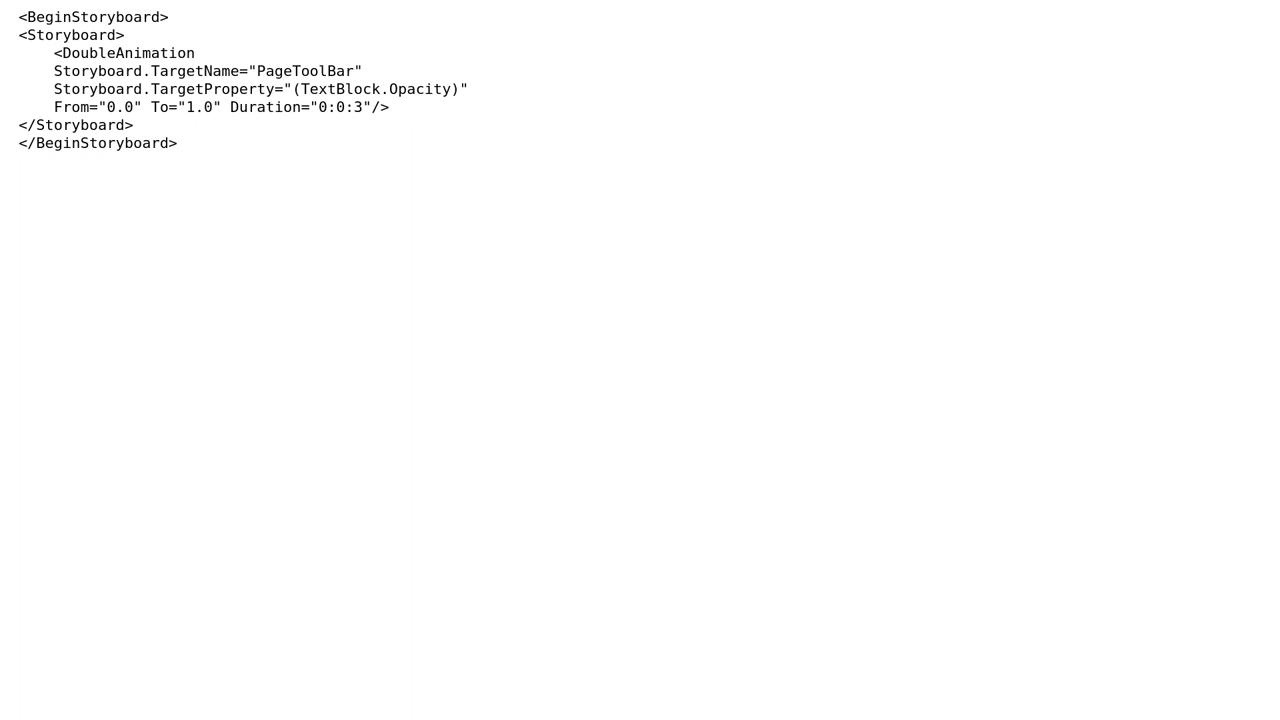 <BeginStoryboard>
<Storyboard>
    <DoubleAnimation
    Storyboard.TargetName="PageToolBar"
    Storyboard.TargetProperty="(TextBlock.Opacity)"
    From="0.0" To="1.0" Duration="0:0:3"/>
</Storyboard>
</BeginStoryboard>